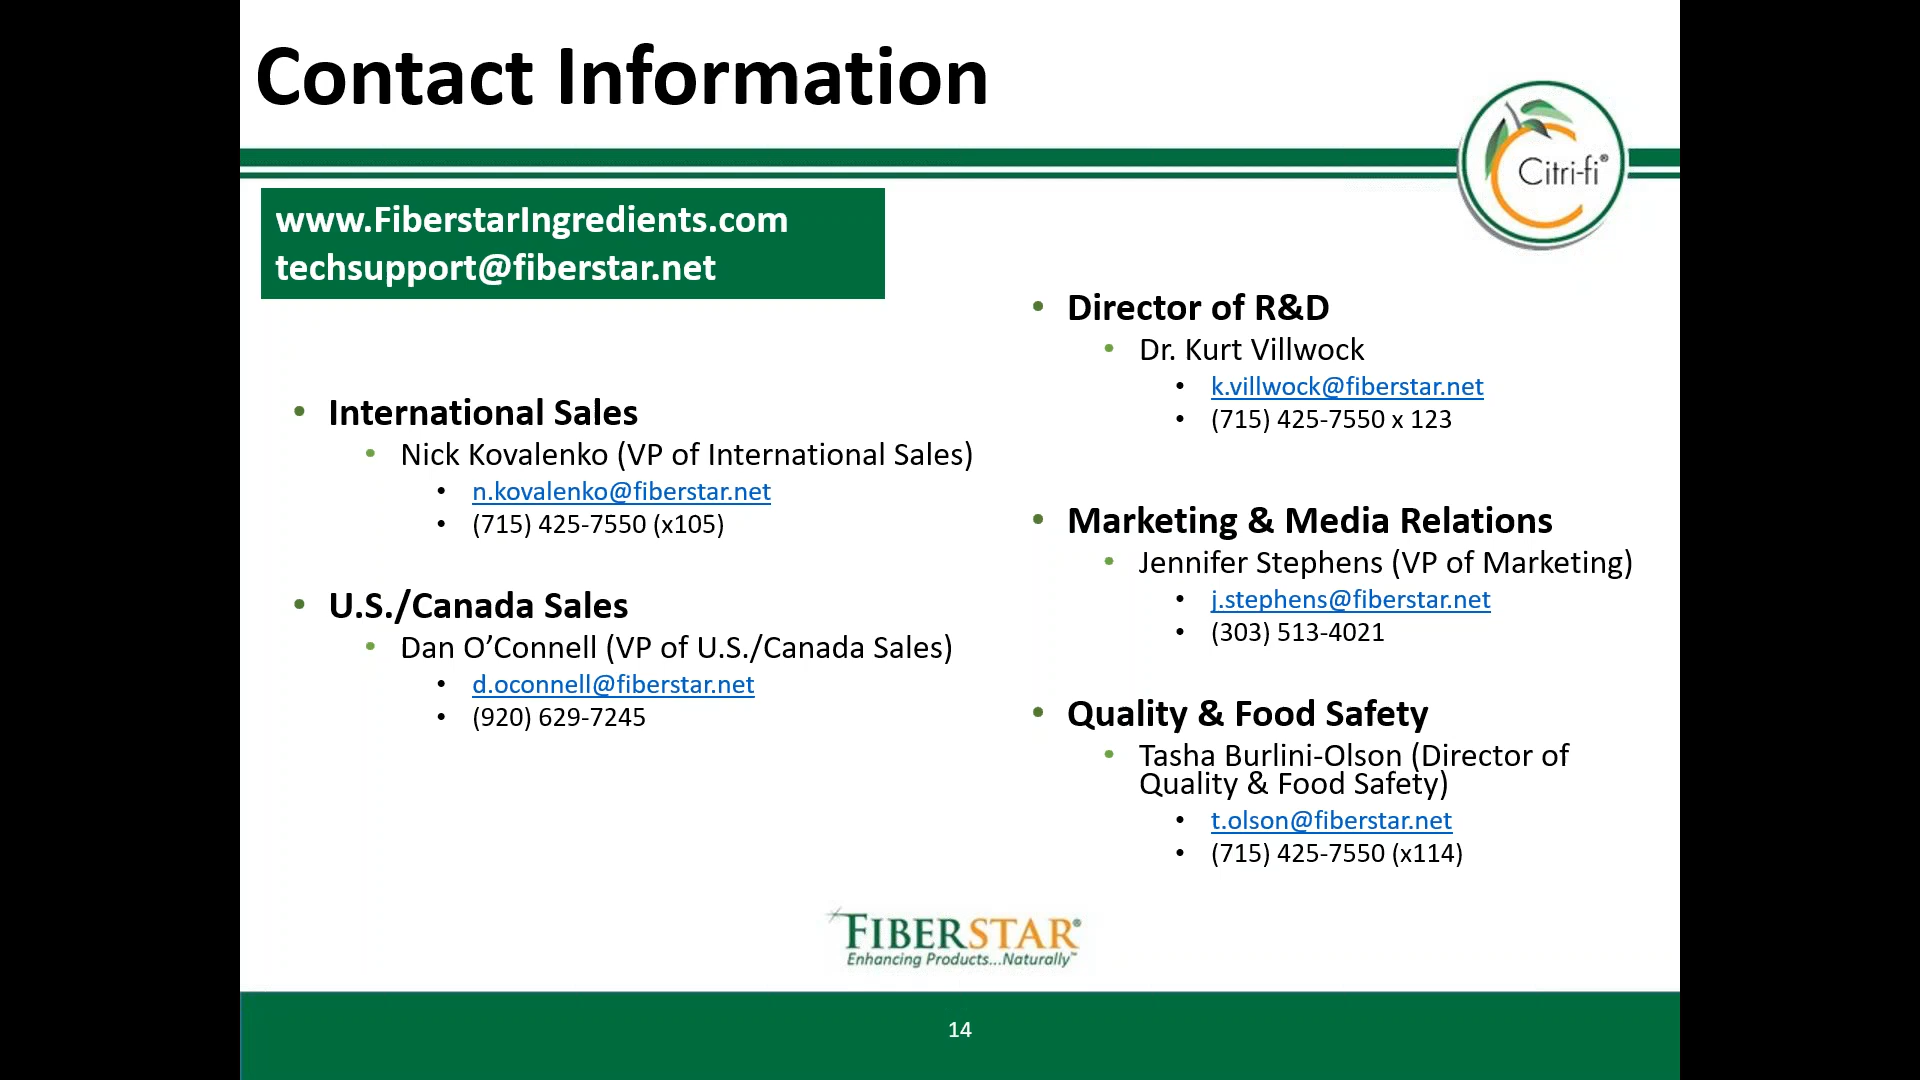 Contact Information
Citri-fi®
www.FiberstarIngredients.com
techsupport@fiberstar.net
• International Sales
• Nick Kovalenko (VP of International Sales)
• n.kovalenko@fiberstar.net
• (715) 425-7550 (x105)
• U.S./Canada Sales
• Dan O’Connell (VP of U.S./Canada Sales)
• d.oconnell@fiberstar.net
• (920) 629-7245
• Director of R&D
• Dr. Kurt Villwock
• k.villwock@fiberstar.net
• (715) 425-7550 x 123
• Marketing & Media Relations
• Jennifer Stephens (VP of Marketing)
• j.stephens@fiberstar.net
• (303) 513-4021
• Quality & Food Safety
• Tasha Burlini-Olson (Director of
Quality & Food Safety)
• t.olson@fiberstar.net
• (715) 425-7550 (x114)
FIBERSTAR®
Enhancing Products...Naturally™
14